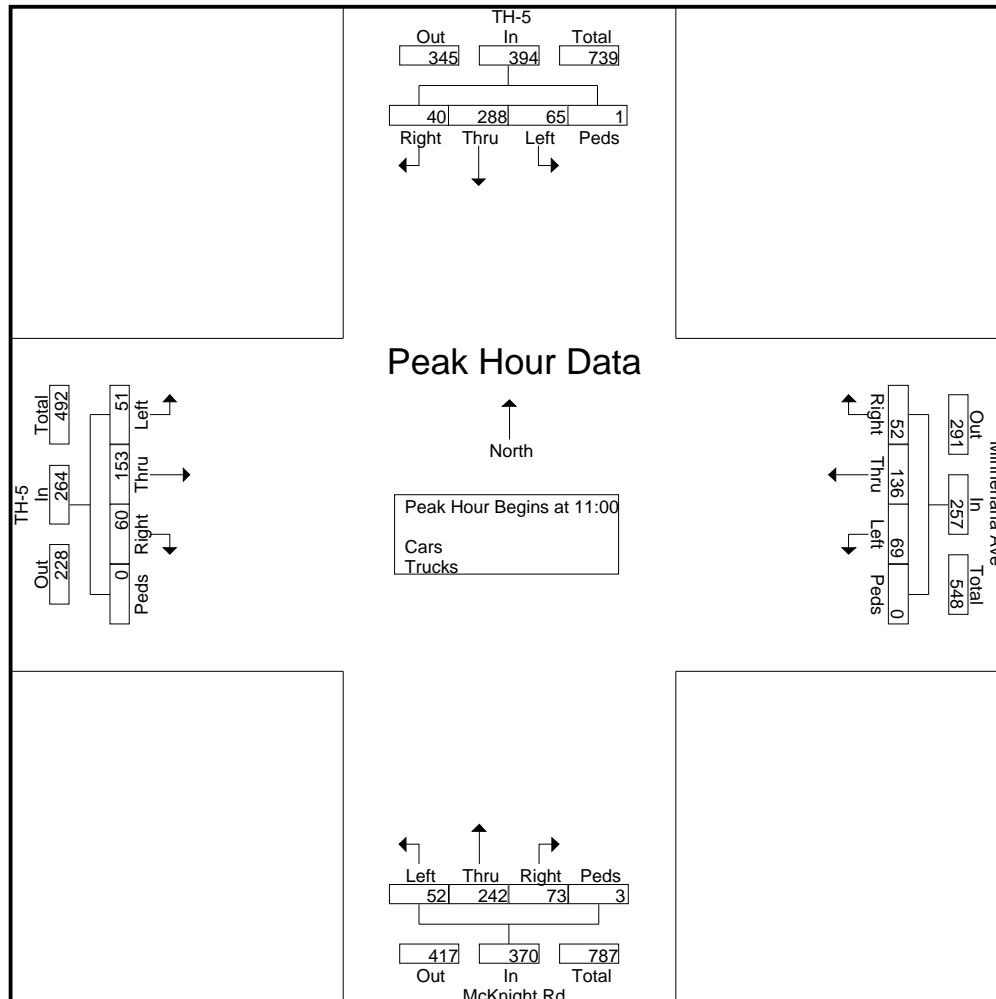 TH-5
Out In Total
345 394 739
40 288 65 1
Right Thru Left Peds
Peak Hour Data
North
Peak Hour Begins at 11:00
Cars
Trucks
TH-5
Total In Out
492 264 228
51 153 60 0
Left Thru Right Peds
Minnehaha Ave
Out In Total
291 257 548
52 136 69 0
Right Thru Left Peds
Left Thru Right Peds
52 242 73 3
417 370 787
Out In Total
McKnight Rd